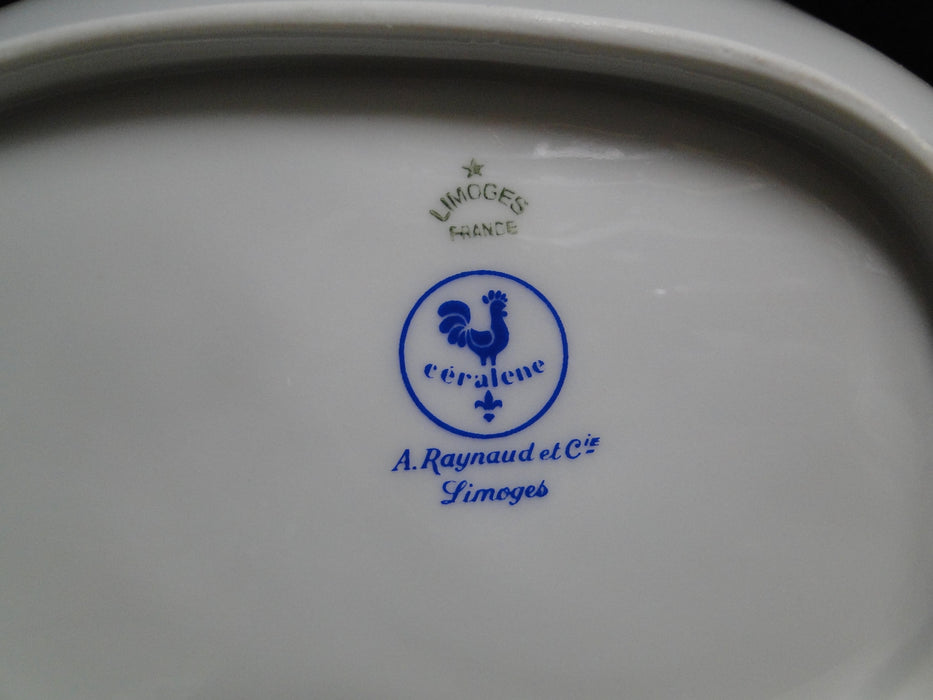 LIMOGES
FRANCE
céralene
A. Raynaud et Cie
Limoges